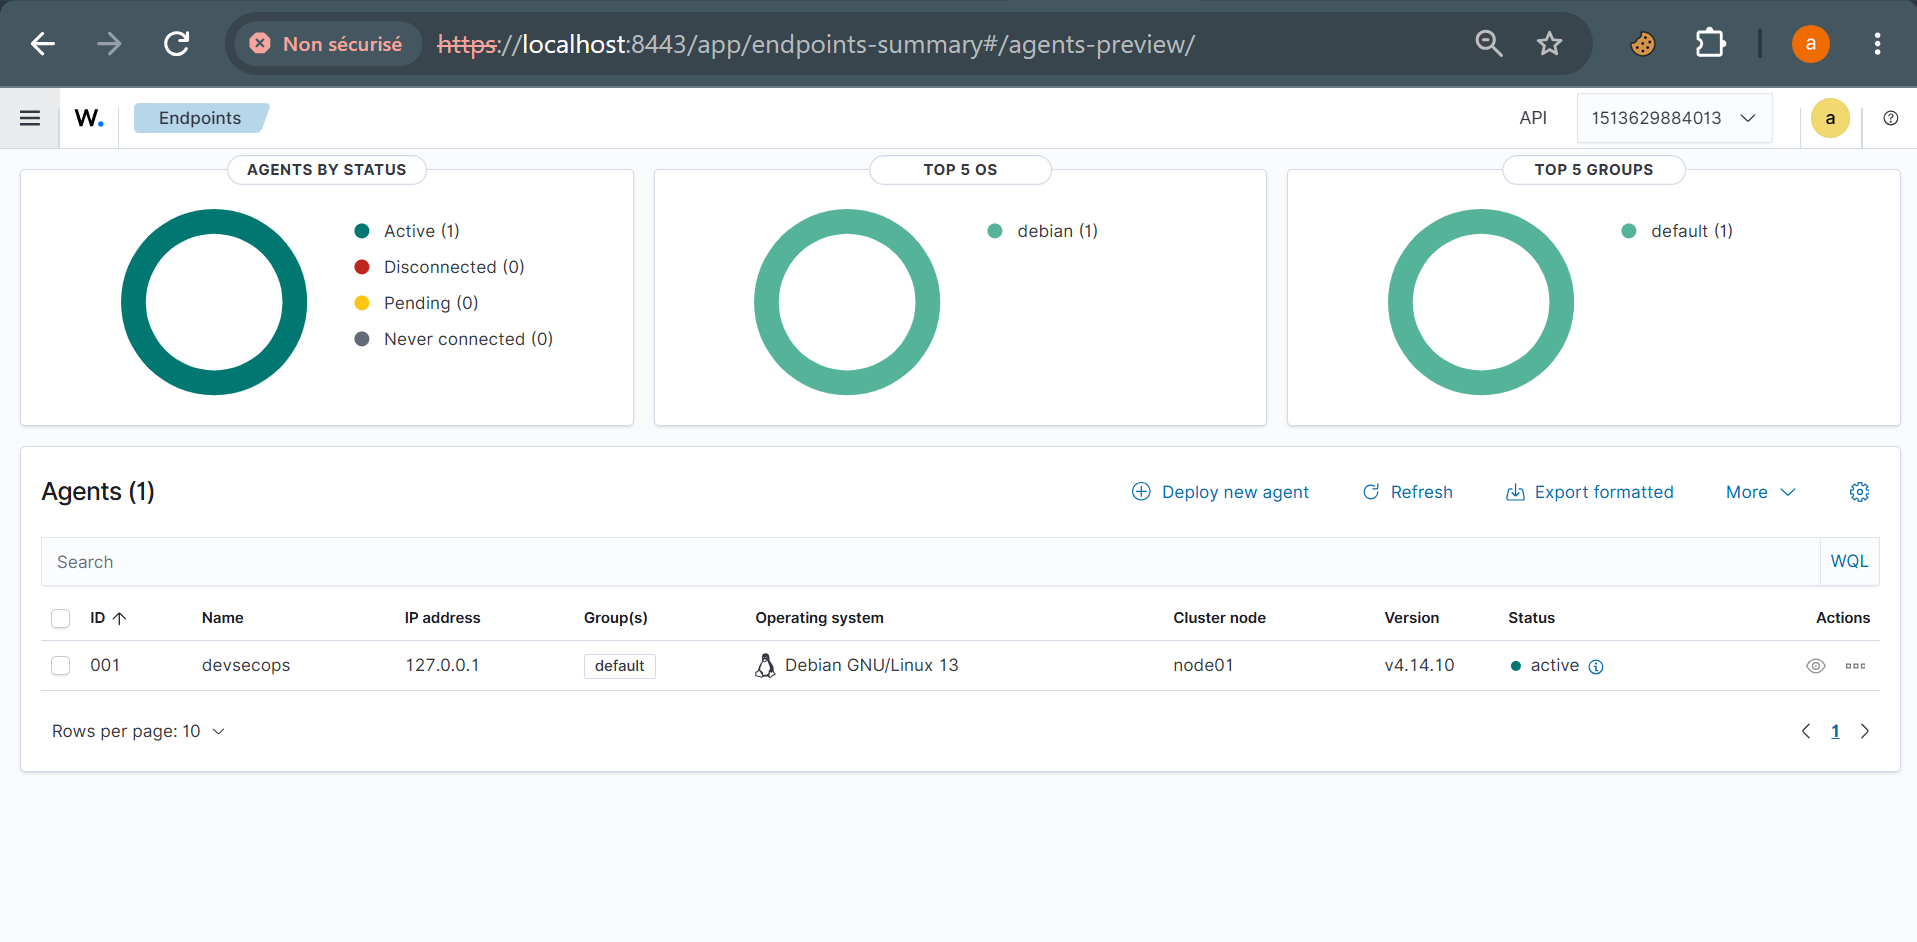 Non sécurisé https://localhost:8443/app/endpoints-summary#/agents-preview/ a
W. Endpoints API 1513629884013 a
AGENTS BY STATUS
Active (1)
Disconnected (0)
Pending (0)
Never connected (0)
TOP 5 OS
debian (1)
TOP 5 GROUPS
default (1)
Agents (1) Deploy new agent Refresh Export formatted More
Search WQL
ID Name IP address Group(s) Operating system Cluster node Version Status Actions
001 devsecops 127.0.0.1 default Debian GNU/Linux 13 node01 v4.14.10 active
Rows per page: 10 1